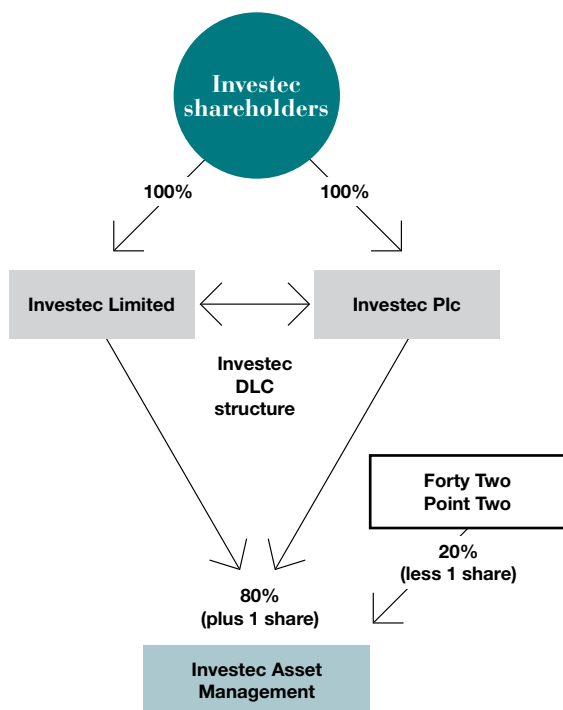 Investec
shareholders
100%
100%
Investec Limited
Investec Plc
Investec
DLC
structure
Forty Two
Point Two
20%
(less 1 share)
80%
(plus 1 share)
Investec Asset
Management